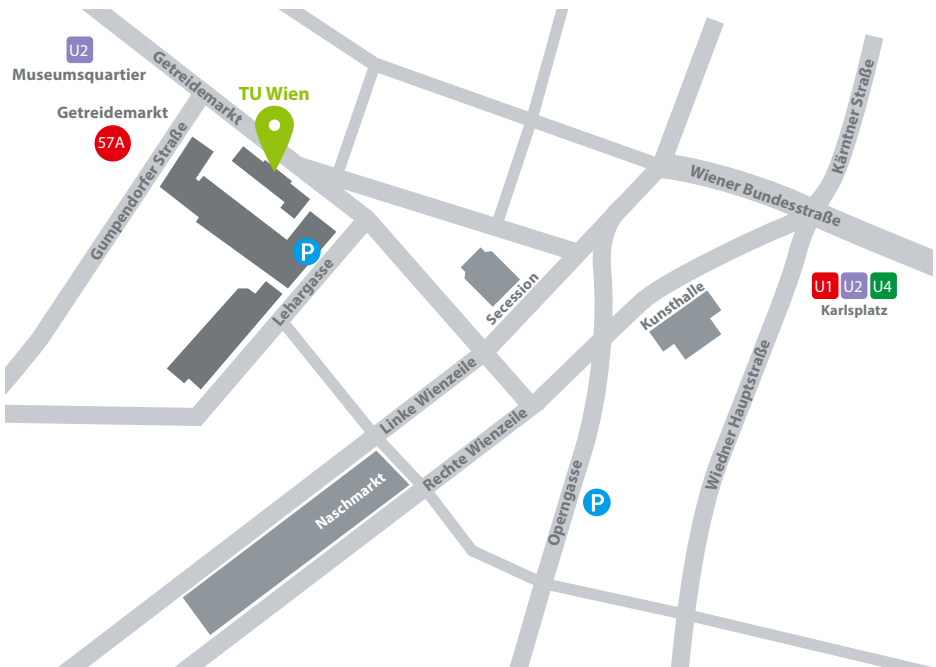 U2
Museumsquartier
Getreidemarkt
57A
Getreidemarkt
TU Wien
Gumpendorfer Straße
P
Lehargasse
Secession
Kunsthalle
Wiener Bundesstraße
Kärntner Straße
U1 U2 U4
Karlsplatz
Linke Wienzeile
Rechte Wienzeile
Naschmarkt
Operngasse
P
Wiedner Hauptstraße